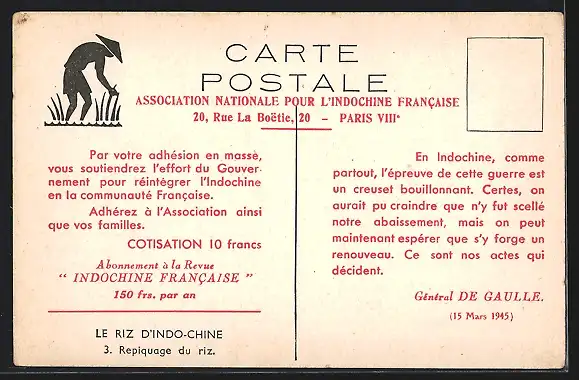 CARTE
POSTALE
ASSOCIATION NATIONALE POUR L'INDOCHINE FRANÇAISE
20, Rue La Boëtie, 20 - PARIS VIIIᵉ
Par votre adhésion en masse,
vous soutiendrez l'effort du Gouver-
nement pour réintégrer l'Indochine
en la communauté Française.
Adhérez à l'Association ainsi
que vos familles.
COTISATION 10 francs
Abonnement à la Revue
" INDOCHINE FRANÇAISE "
150 frs. par an
LE RIZ D'INDO-CHINE
3. Repiquage du riz.
En Indochine, comme
partout, l'épreuve de cette guerre est
un creuset bouillonnant. Certes, on
aurait pu craindre que n'y fut scellé
notre abaissement, mais on peut
maintenant espérer que s'y forge un
renouveau. Ce sont nos actes qui
décident.
Général DE GAULLE.
(15 Mars 1945)